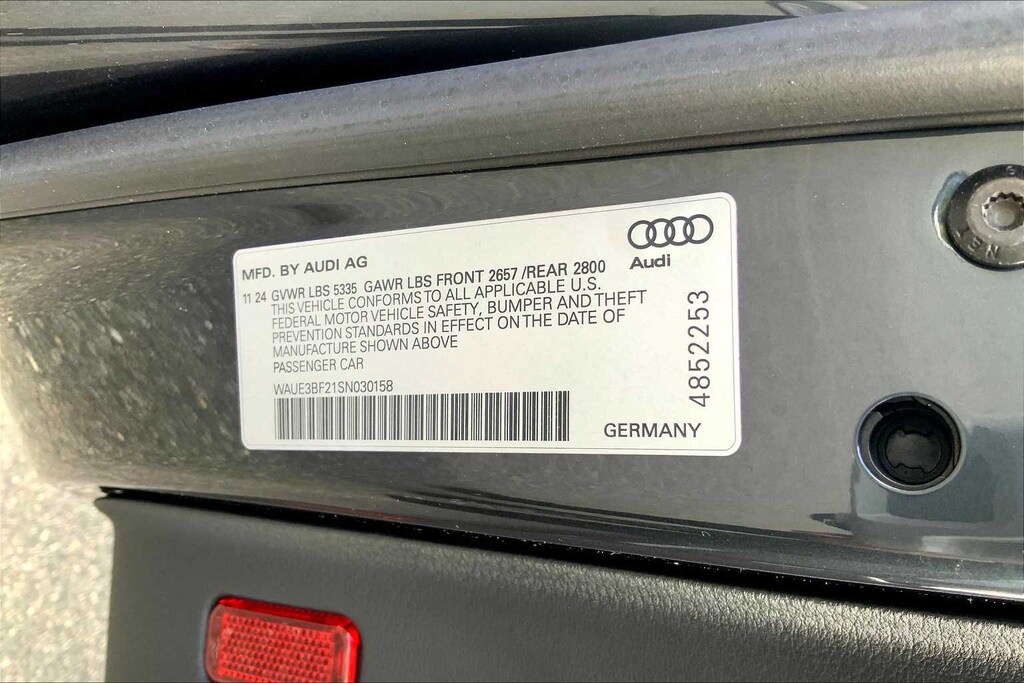 Audi
MFD. BY AUDI AG
11 24 GVWR LBS 5335 GAWR LBS FRONT 2657 /REAR 2800
THIS VEHICLE CONFORMS TO ALL APPLICABLE U.S.
FEDERAL MOTOR VEHICLE SAFETY, BUMPER AND THEFT
PREVENTION STANDARDS IN EFFECT ON THE DATE OF
MANUFACTURE SHOWN ABOVE
PASSENGER CAR
WAUE3BF21SN030158
4852253
GERMANY